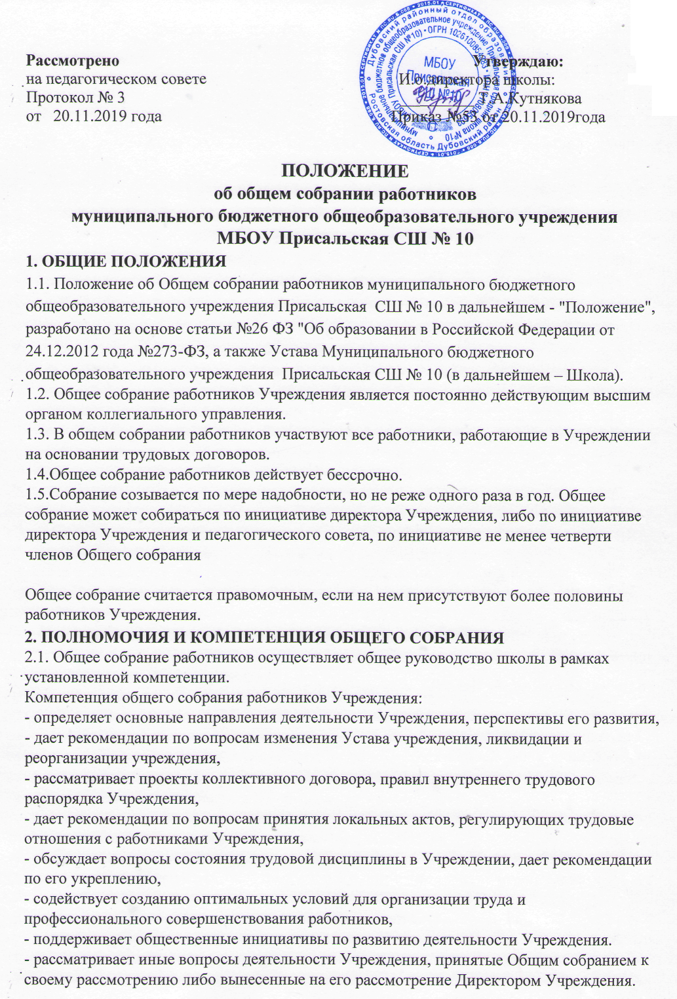 Рассмотрено
на педагогическом совете
Протокол № 3
от 20.11.2019 года
Утверждаю:
И.о.директора школы:
А.Кутнякова
Приказ №53 от 20.11.2019года
МБОУ
Присальская
СШ №10
ПОЛОЖЕНИЕ
об общем собрании работников
муниципального бюджетного общеобразовательного учреждения
МБОУ Присальская СШ № 10
1. ОБЩИЕ ПОЛОЖЕНИЯ
1.1. Положение об Общем собрании работников муниципального бюджетного
общеобразовательного учреждения Присальская СШ № 10 в дальнейшем - "Положение",
разработано на основе статьи №26 ФЗ "Об образовании в Российской Федерации от
24.12.2012 года №273-ФЗ, а также Устава Муниципального бюджетного
общеобразовательного учреждения Присальская СШ № 10 (в дальнейшем – Школа).
1.2. Общее собрание работников Учреждения является постоянно действующим высшим
органом коллегиального управления.
1.3. В общем собрании работников участвуют все работники, работающие в Учреждении
на основании трудовых договоров.
1.4.Общее собрание работников действует бессрочно.
1.5.Собрание созывается по мере надобности, но не реже одного раза в год. Общее
собрание может собираться по инициативе директора Учреждения, либо по инициативе
директора Учреждения и педагогического совета, по инициативе не менее четверти
членов Общего собрания
Общее собрание считается правомочным, если на нем присутствуют более половины
работников Учреждения.
2. ПОЛНОМОЧИЯ И КОМПЕТЕНЦИЯ ОБЩЕГО СОБРАНИЯ
2.1. Общее собрание работников осуществляет общее руководство школы в рамках
установленной компетенции.
Компетенция общего собрания работников Учреждения:
- определяет основные направления деятельности Учреждения, перспективы его развития,
- дает рекомендации по вопросам изменения Устава учреждения, ликвидации и
реорганизации учреждения,
- рассматривает проекты коллективного договора, правил внутреннего трудового
распорядка Учреждения,
- дает рекомендации по вопросам принятия локальных актов, регулирующих трудовые
отношения с работниками Учреждения,
- обсуждает вопросы состояния трудовой дисциплины в Учреждении, дает рекомендации
по его укреплению,
- содействует созданию оптимальных условий для организации труда и
профессионального совершенствования работников,
- поддерживает общественные инициативы по развитию деятельности Учреждения.
- рассматривает иные вопросы деятельности Учреждения, принятые Общим собранием к
своему рассмотрению либо вынесенные на его рассмотрение Директором Учреждения.